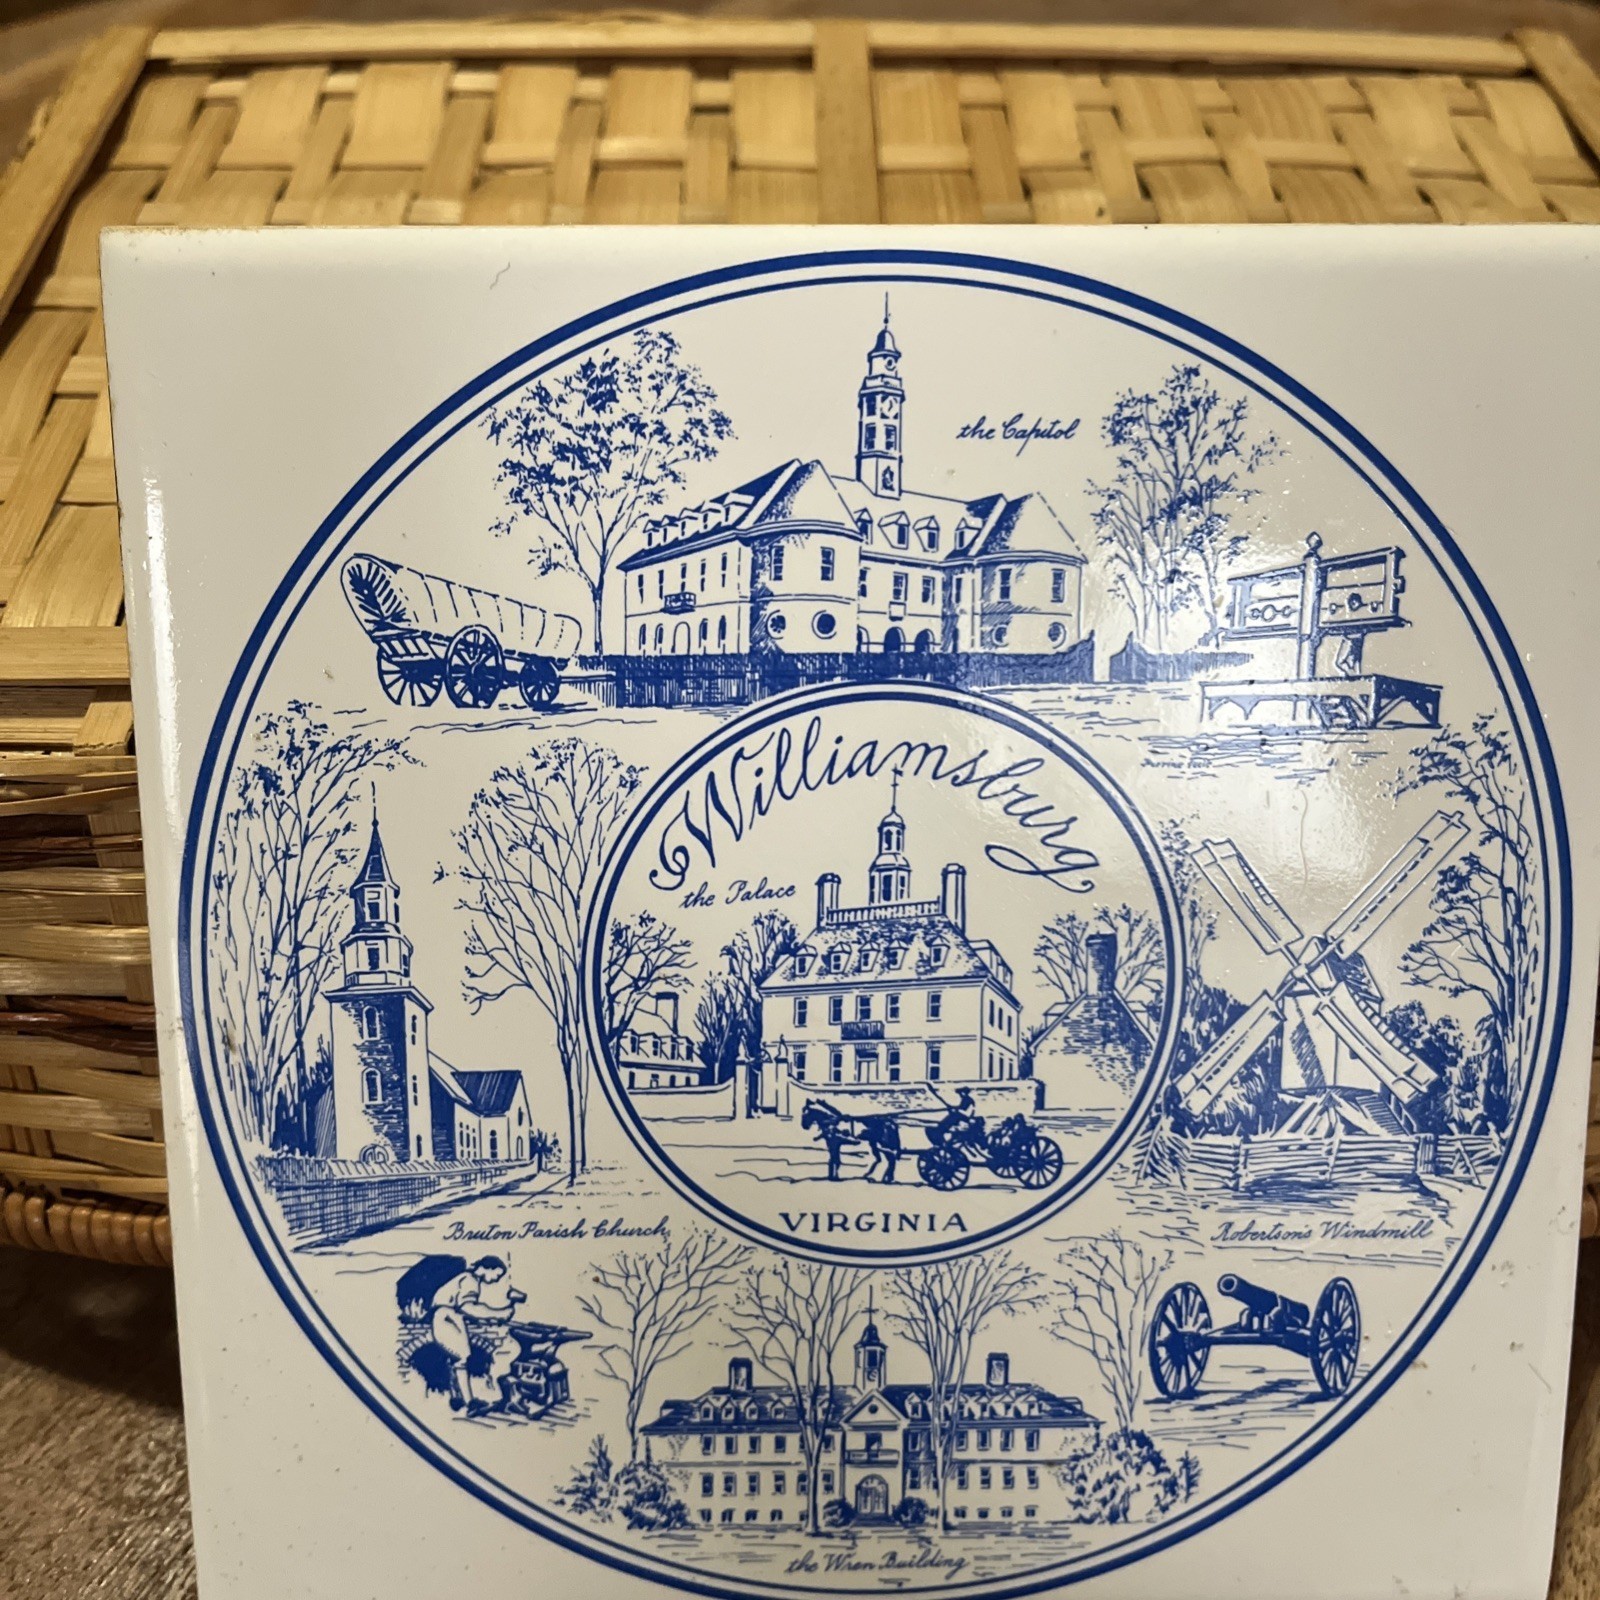 the Capitol
Williamsburg
the Palace
VIRGINIA
Bruton Parish Church
Robertson's Windmill
the Wren Building